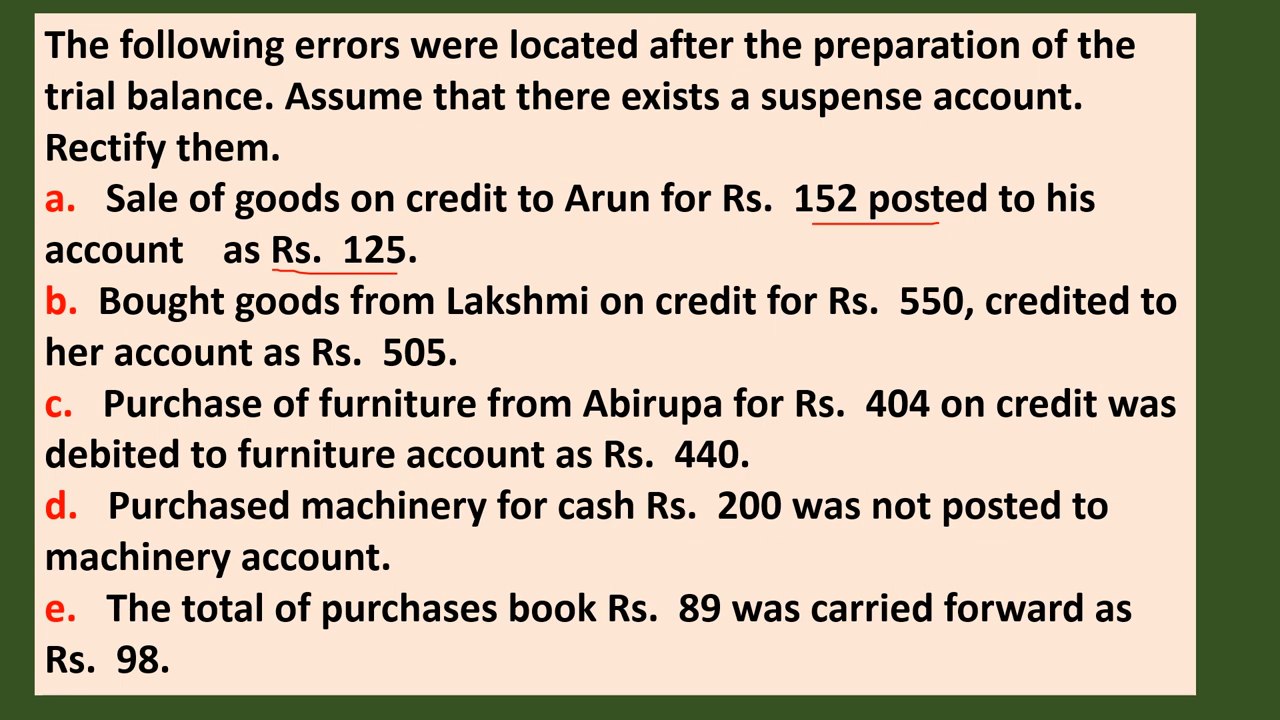 The following errors were located after the preparation of the
trial balance. Assume that there exists a suspense account.
Rectify them.
a. Sale of goods on credit to Arun for Rs. 152 posted to his
account as Rs. 125.
b. Bought goods from Lakshmi on credit for Rs. 550, credited to
her account as Rs. 505.
c. Purchase of furniture from Abirupa for Rs. 404 on credit was
debited to furniture account as Rs. 440.
d. Purchased machinery for cash Rs. 200 was not posted to
machinery account.
e. The total of purchases book Rs. 89 was carried forward as
Rs. 98.